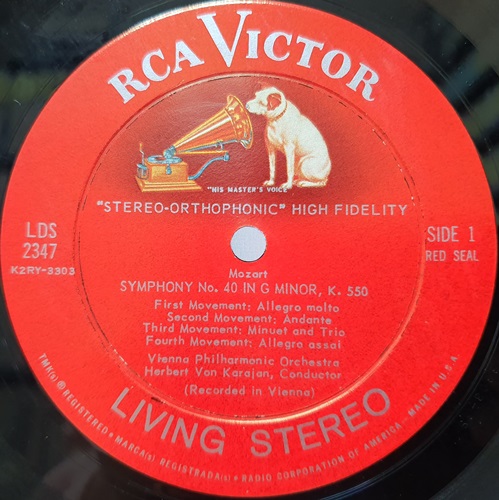 RCA VICTOR
"HIS MASTER'S VOICE"
"STEREO-ORTHOPHONIC" HIGH FIDELITY
LDS
2347
K2RY-3303
SIDE 1
RED SEAL
Mozart
SYMPHONY No. 40 IN G MINOR, K. 550
First Movement: Allegro molto
Second Movement: Andante
Third Movement: Minuet and Trio
Fourth Movement: Allegro assai
Vienna Philharmonic Orchestra
Herbert Von Karajan, Conductor
(Recorded in Vienna)
LIVING STEREO
TMK(s) ® REGISTERED • MARCA(s) REGISTRADA(s) • RADIO CORPORATION OF AMERICA - MADE IN U.S.A.